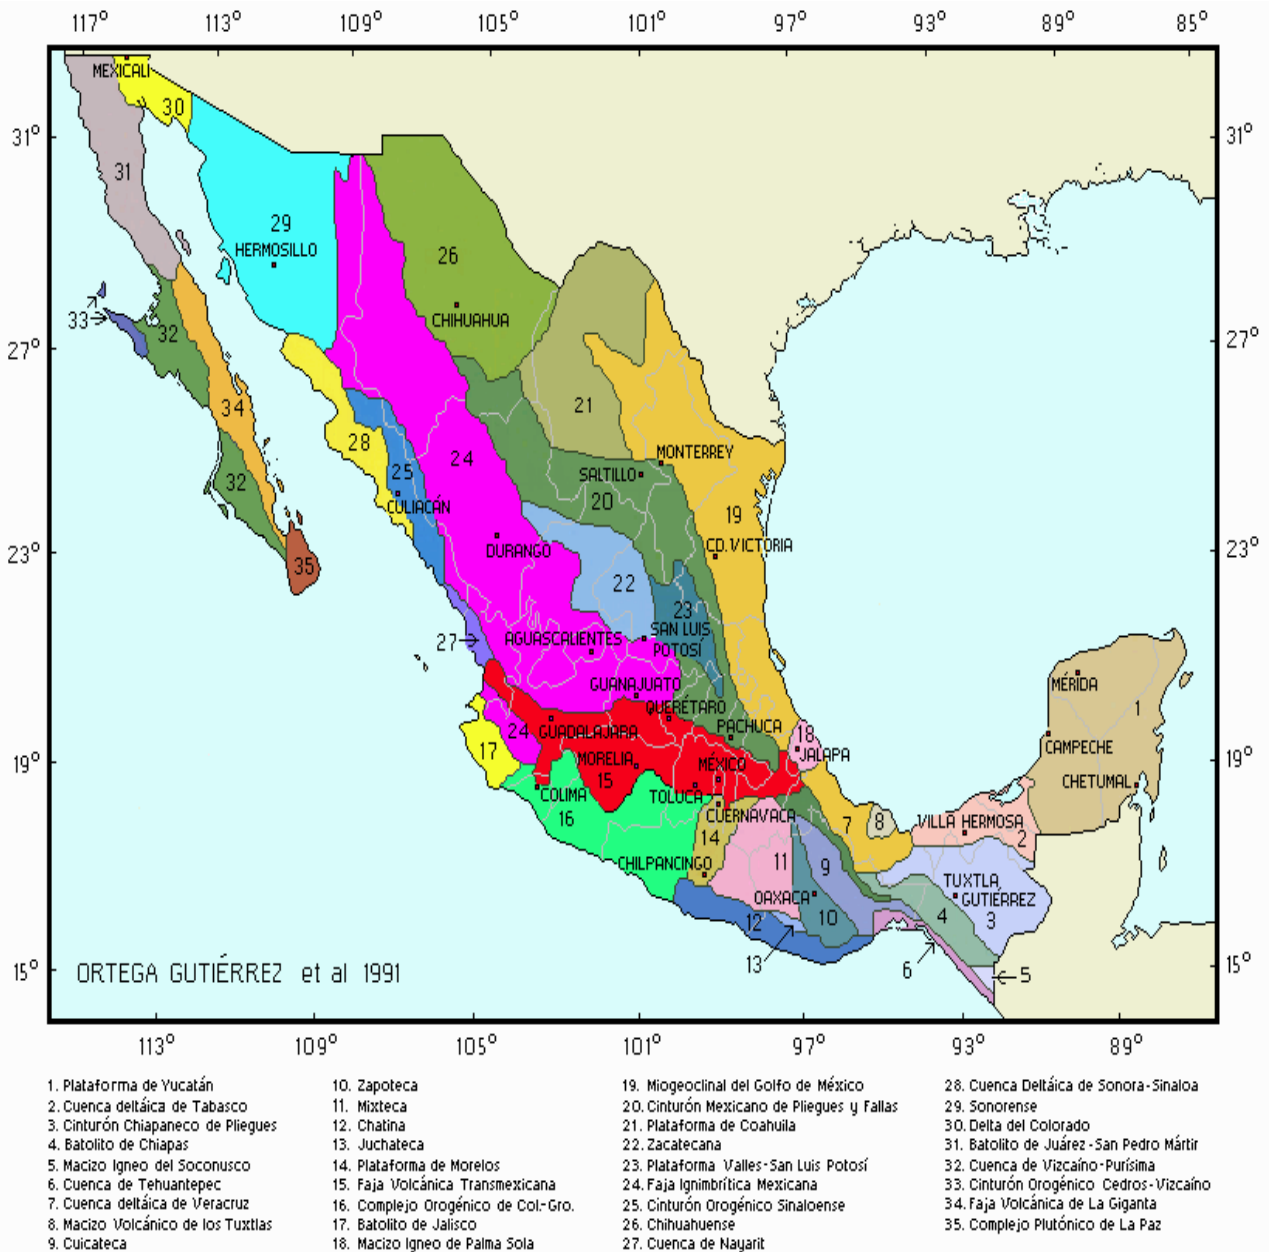 117° 113° 109° 105° 101° 97° 93° 89° 85°
MEXICALI
30
31° 31°
31
29
HERMOSILLO
26
CHIHUAHUA
33
32
27° 27°
34
21
28
24
MONTERREY
25
SALTILLO
32
CULIACÁN
20
19
DURANGO
CD. VICTORIA
23° 23°
35
22
23
27
AGUASCALIENTES
SAN LUIS
POTOSÍ
GUANAJUATO
MÉRIDA
QUERÉTARO
1
PACHUCA
18
24
GUADALAJARA
CAMPECHE
17
JALAPA
19° 19°
MORELIA
MÉXICO
15
CHETUMAL
COLIMA
TOLUCA
16
CUERNAVACA
7
8
VILLA HERMOSA
14
2
CHILPANCINGO
11
9
TUXTLA
GUTIÉRREZ
OAXACA
12
10
4
3
13
6
5
15° 15°
ORTEGA GUTIÉRREZ et al 1991
113° 109° 105° 101° 97° 93° 89°
1. Plataforma de Yucatán
2. Cuenca deltáica de Tabasco
3. Cinturón Chiapaneco de Pliegues
4. Batolito de Chiapas
5. Macizo Igneo del Soconusco
6. Cuenca de Tehuantepec
7. Cuenca deltáica de Veracruz
8. Macizo Volcánico de los Tuxtlas
9. Cuicateca
10. Zapoteca
11. Mixteca
12. Chatina
13. Juchateca
14. Plataforma de Morelos
15. Faja Volcánica Transmexicana
16. Complejo Orogénico de Col.-Gro.
17. Batolito de Jalisco
18. Macizo Igneo de Palma Sola
19. Miogeoclinal del Golfo de México
20. Cinturón Mexicano de Pliegues y Fallas
21. Plataforma de Coahuila
22. Zacatecana
23. Plataforma Valles-San Luis Potosí
24. Faja Ignimbrítica Mexicana
25. Cinturón Orogénico Sinaloense
26. Chihuahuense
27. Cuenca de Nayarit
28. Cuenca Deltáica de Sonora-Sinaloa
29. Sonorense
30. Delta del Colorado
31. Batolito de Juárez-San Pedro Mártir
32. Cuenca de Vizcaíno-Purísima
33. Cinturón Orogénico Cedros-Vizcaíno
34. Faja Volcánica de La Giganta
35. Complejo Plutónico de La Paz